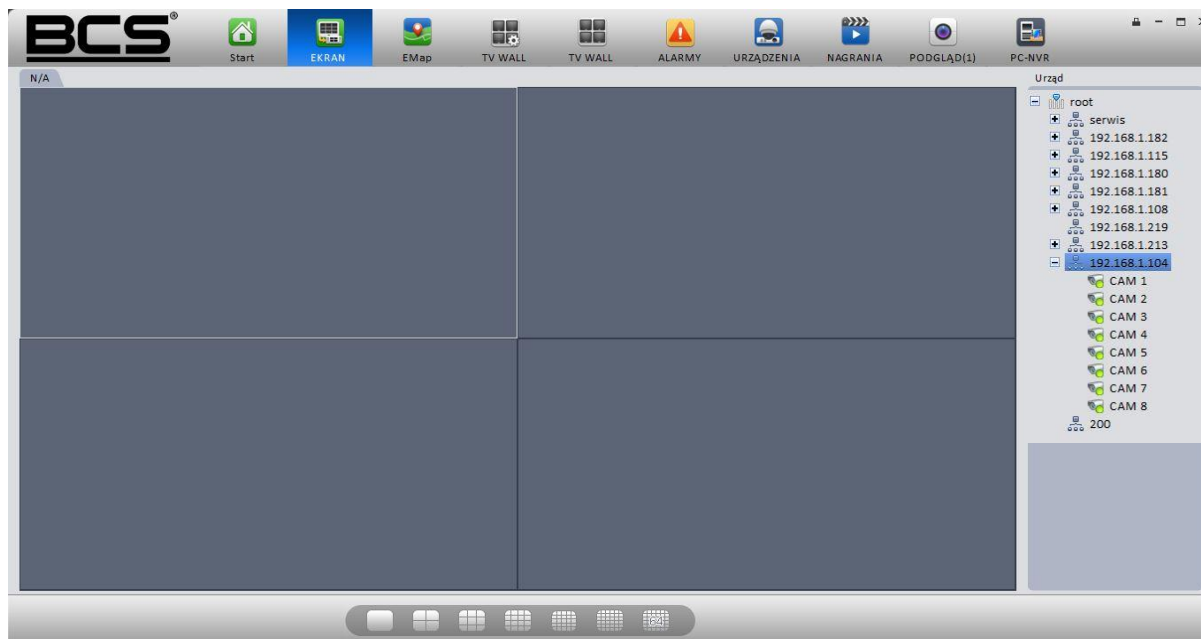 BCS®
Start
EKRAN
EMap
TV WALL
TV WALL
ALARMY
URZĄDZENIA
NAGRANIA
PODGLĄD(1)
PC-NVR
N/A
Urząd
root
serwis
192.168.1.182
192.168.1.115
192.168.1.180
192.168.1.181
192.168.1.108
192.168.1.219
192.168.1.213
192.168.1.104
CAM 1
CAM 2
CAM 3
CAM 4
CAM 5
CAM 6
CAM 7
CAM 8
200
64